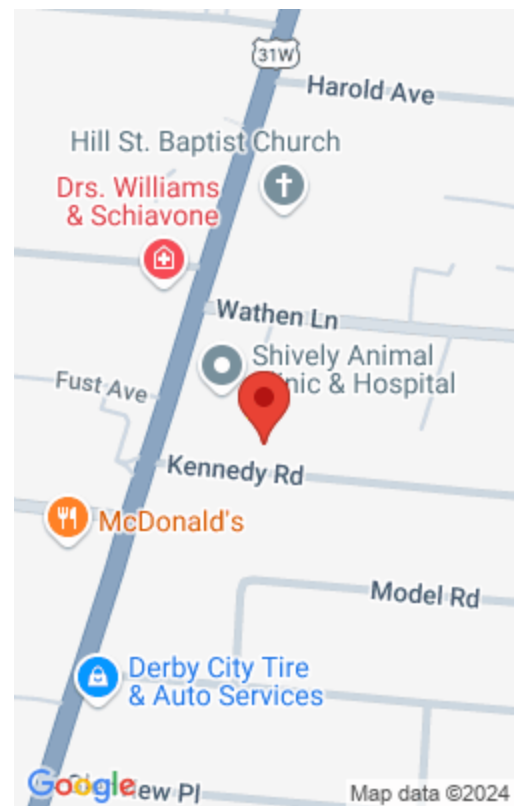 31W
Harold Ave
Hill St. Baptist Church
Drs. Williams
& Schiavone
Wathen Ln
Shively Animal
& Hospital
Fust Ave
Kennedy Rd
McDonald's
Model Rd
Derby City Tire
& Auto Services
Google
Pl
Map data ©2024